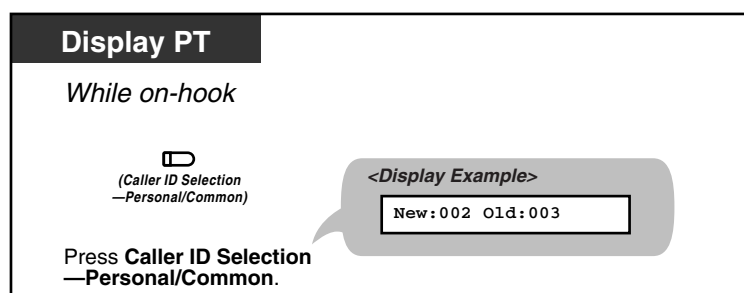 Display PT
While on-hook
(Caller ID Selection
—Personal/Common)
<Display Example>
New:002 Old:003
Press Caller ID Selection
—Personal/Common.